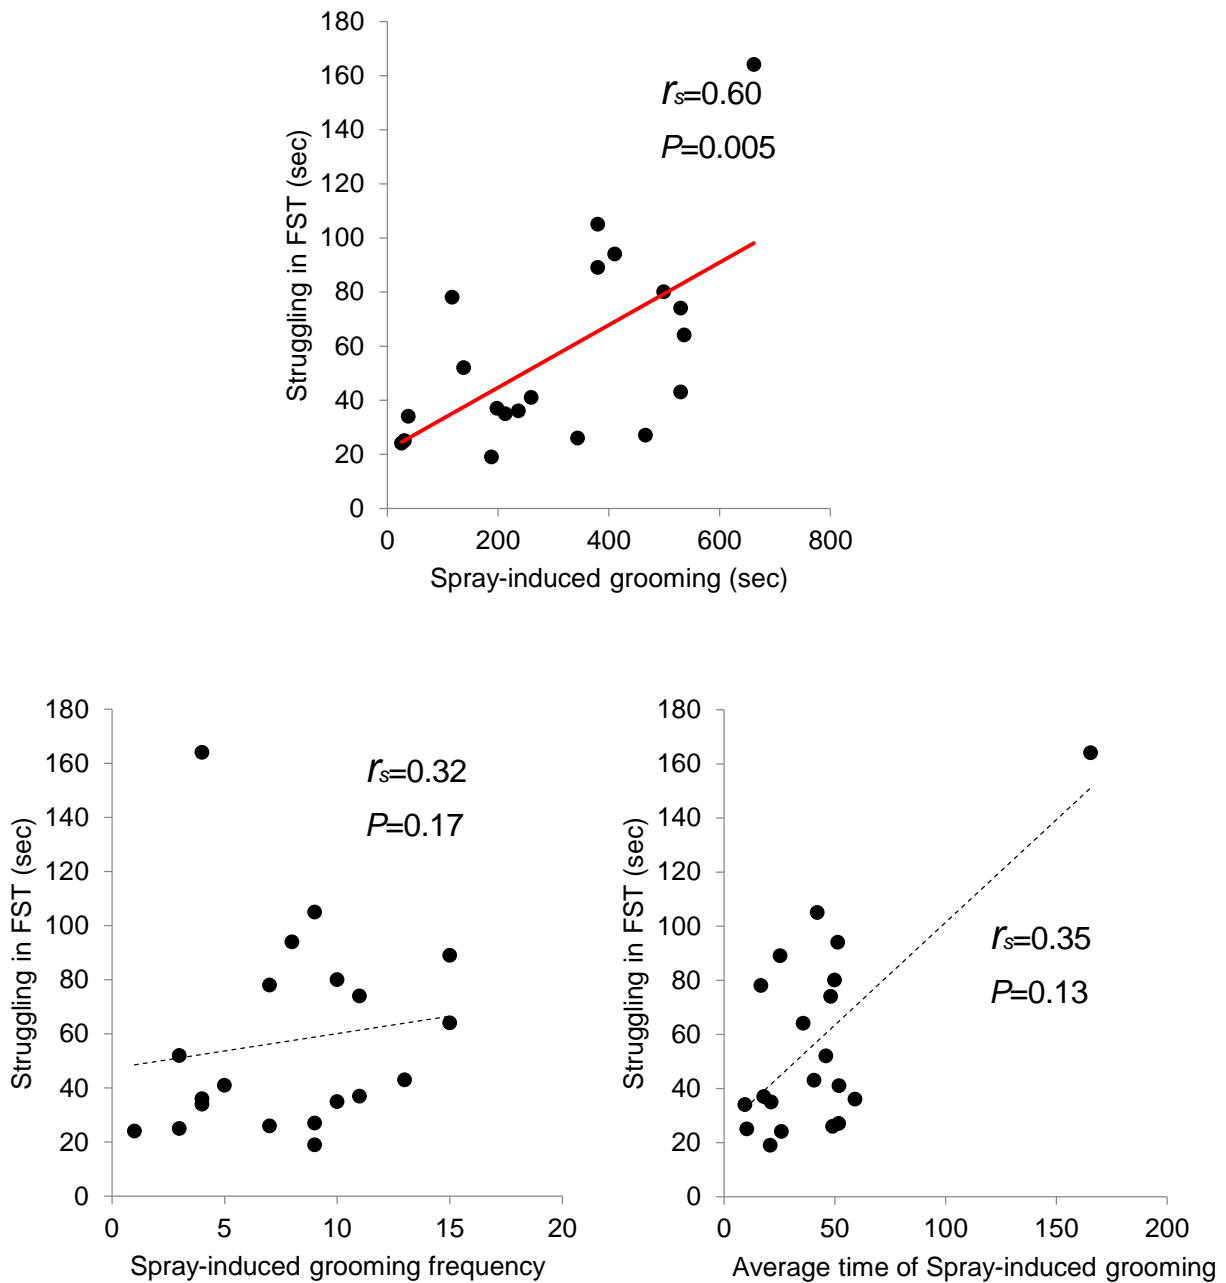 180
160
140
120
100
80
60
40
20
0
Struggling in FST (sec)
rs=0.60
P=0.005
0 200 400 600 800
Spray-induced grooming (sec)
180
160
140
120
100
80
60
40
20
0
Struggling in FST (sec)
rs=0.32
P=0.17
0 5 10 15 20
Spray-induced grooming frequency
180
160
140
120
100
80
60
40
20
0
Struggling in FST (sec)
rs=0.35
P=0.13
0 50 100 150 200
Average time of Spray-induced grooming